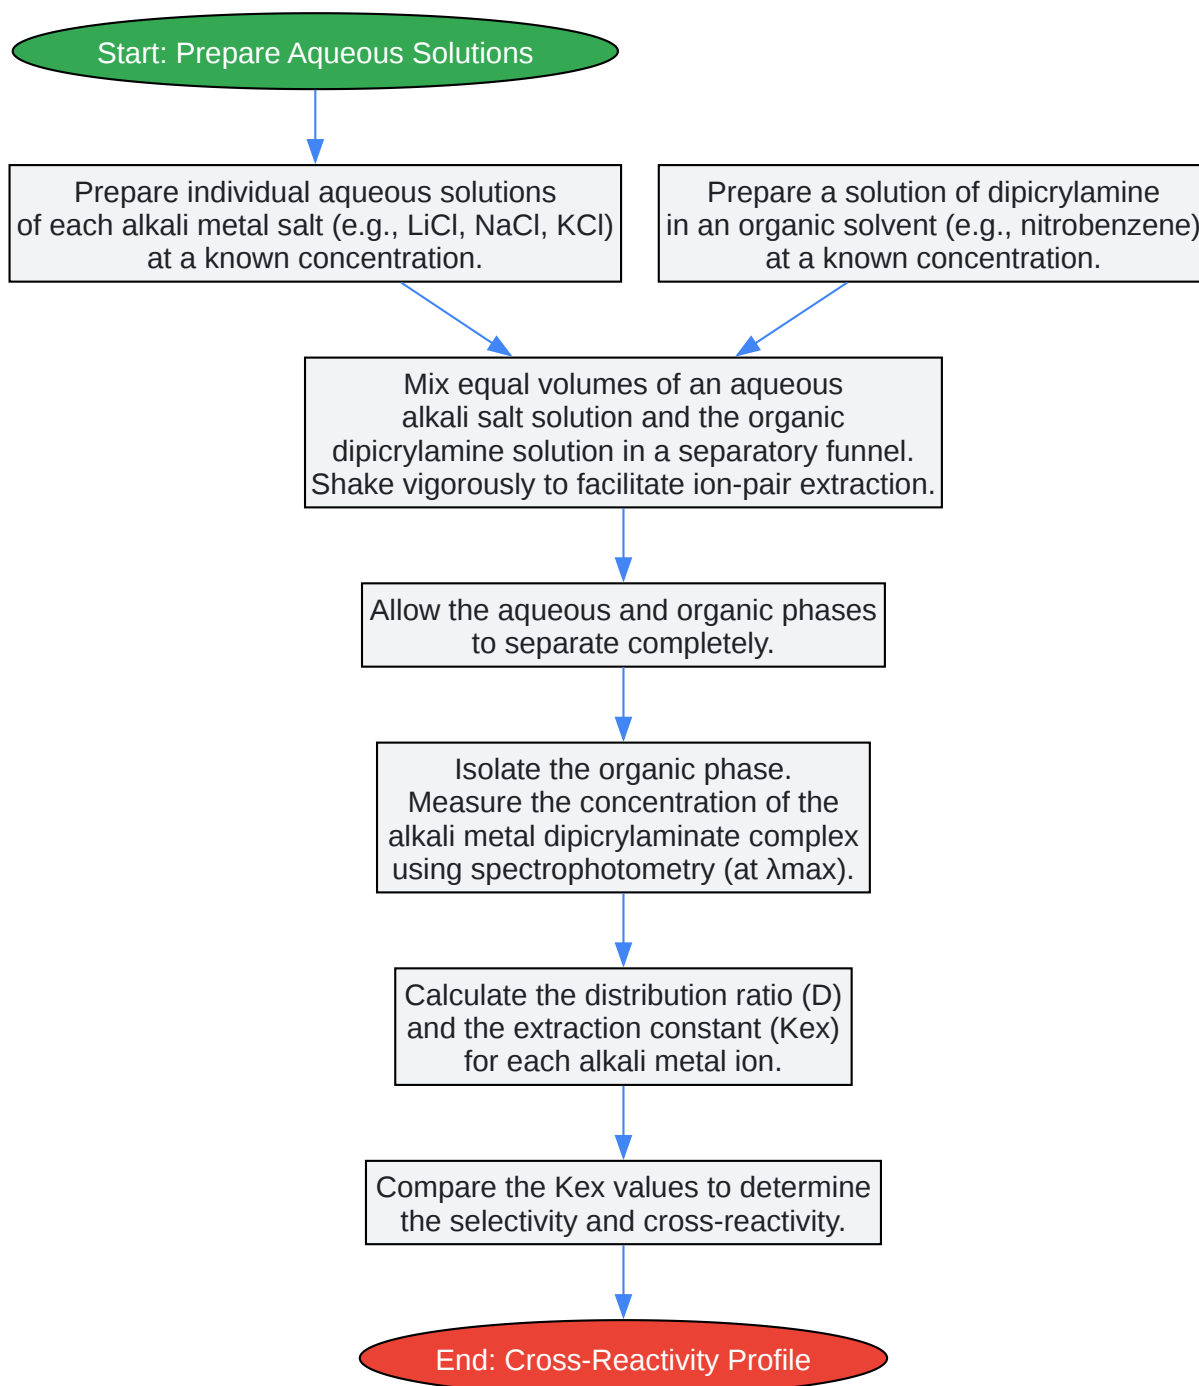 Start: Prepare Aqueous Solutions
Prepare individual aqueous solutions
of each alkali metal salt (e.g., LiCl, NaCl, KCl)
at a known concentration.
Prepare a solution of dipicrylamine
in an organic solvent (e.g., nitrobenzene)
at a known concentration.
Mix equal volumes of an aqueous
alkali salt solution and the organic
dipicrylamine solution in a separatory funnel.
Shake vigorously to facilitate ion-pair extraction.
Allow the aqueous and organic phases
to separate completely.
Isolate the organic phase.
Measure the concentration of the
alkali metal dipicrylaminate complex
using spectrophotometry (at λmax).
Calculate the distribution ratio (D)
and the extraction constant (Kex)
for each alkali metal ion.
Compare the Kex values to determine
the selectivity and cross-reactivity.
End: Cross-Reactivity Profile